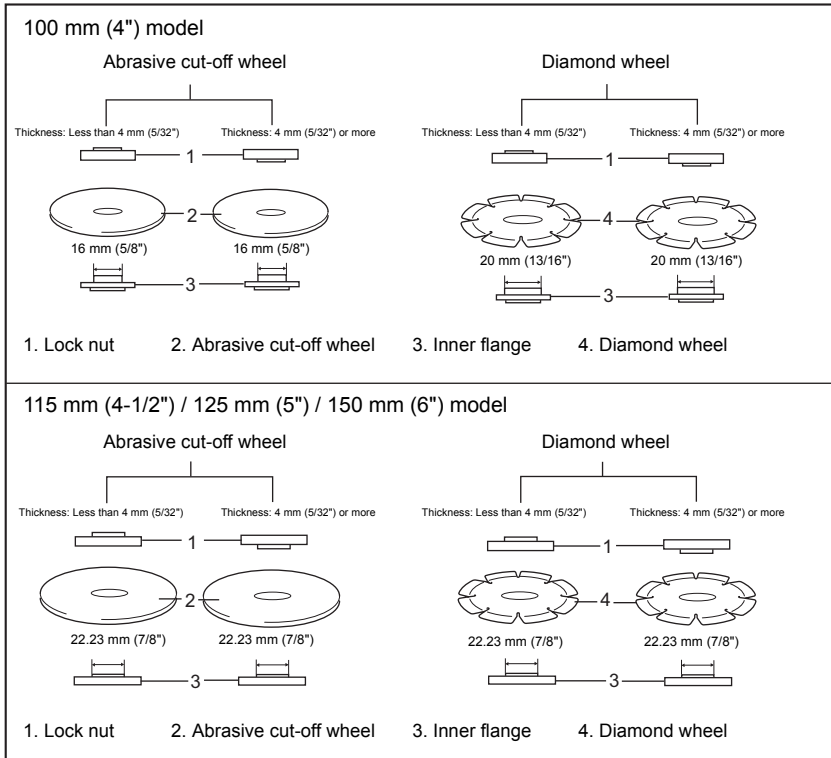 100 mm (4") model
Abrasive cut-off wheel Diamond wheel
Thickness: Less than 4 mm (5/32") Thickness: 4 mm (5/32") or more Thickness: Less than 4 mm (5/32") Thickness: 4 mm (5/32") or more
1 1
2 4
16 mm (5/8") 16 mm (5/8") 20 mm (13/16") 20 mm (13/16")
3 3
1. Lock nut 2. Abrasive cut-off wheel 3. Inner flange 4. Diamond wheel
115 mm (4-1/2") / 125 mm (5") / 150 mm (6") model
Abrasive cut-off wheel Diamond wheel
Thickness: Less than 4 mm (5/32") Thickness: 4 mm (5/32") or more Thickness: Less than 4 mm (5/32") Thickness: 4 mm (5/32") or more
1 1
2 4
22.23 mm (7/8") 22.23 mm (7/8") 22.23 mm (7/8") 22.23 mm (7/8")
3 3
1. Lock nut 2. Abrasive cut-off wheel 3. Inner flange 4. Diamond wheel